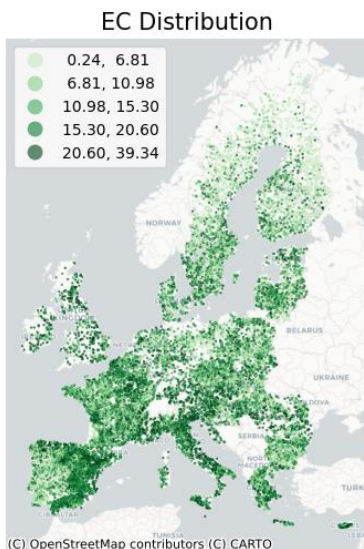 EC Distribution
0.24, 6.81
6.81, 10.98
10.98, 15.30
15.30, 20.60
20.60, 39.34
NORWAY
BELARUS
UKRAINE
SERBIA
TUNISIA
(C) OpenStreetMap contributors (C) CARTO